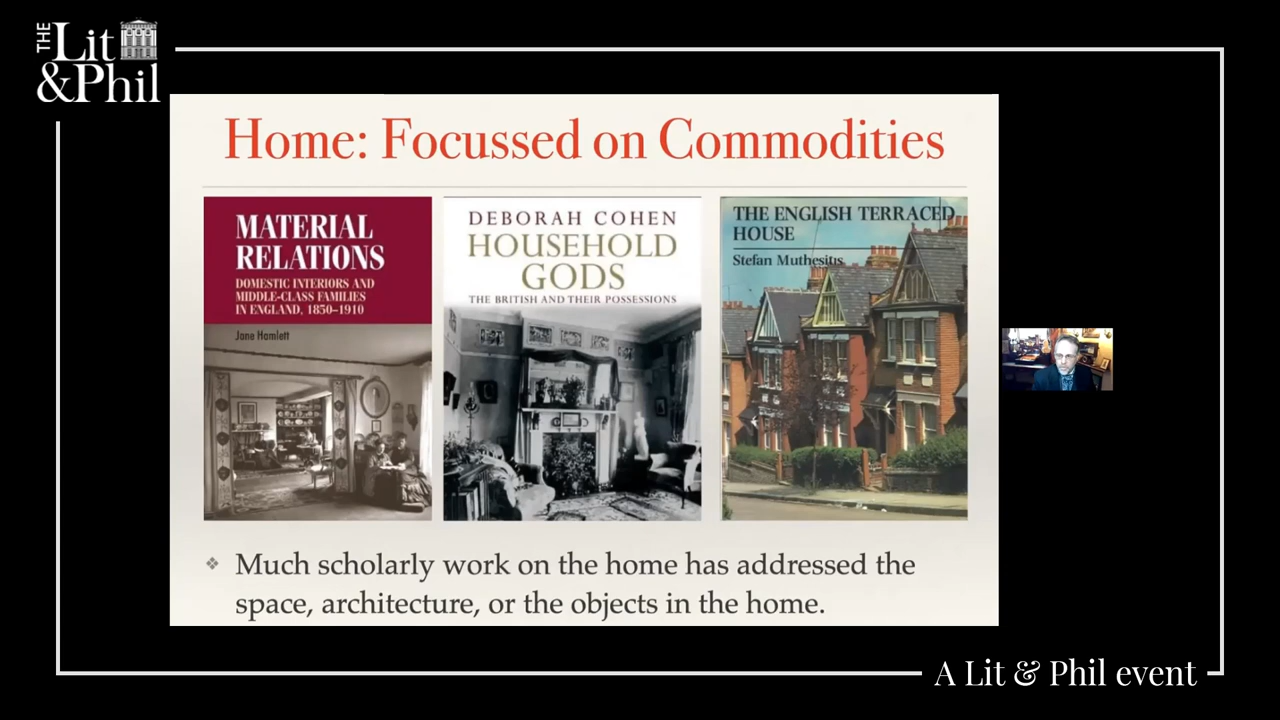 THE
Lit
&Phil
Home: Focussed on Commodities
MATERIAL
RELATIONS
DOMESTIC INTERIORS AND
MIDDLE-CLASS FAMILIES
IN ENGLAND, 1850–1910
Jane Hamlett
DEBORAH COHEN
HOUSEHOLD
GODS
THE BRITISH AND THEIR POSSESSIONS
THE ENGLISH TERRACED
HOUSE
Stefan Muthesius
❖ Much scholarly work on the home has addressed the
space, architecture, or the objects in the home.
A Lit & Phil event